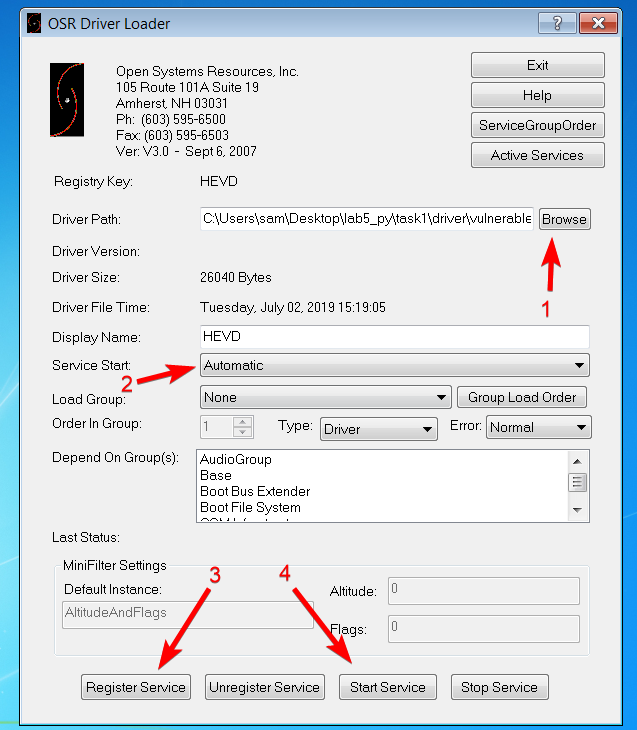 OSR Driver Loader
Open Systems Resources, Inc.
105 Route 101A Suite 19
Amherst, NH 03031
Ph: (603) 595-6500
Fax: (603) 595-6503
Ver: V3.0 - Sept 6, 2007
Exit
Help
ServiceGroupOrder
Active Services
Registry Key: HEVD
Driver Path: C:\Users\sam\Desktop\lab5_py\task1\driver\vulnerable Browse
1
Driver Version:
Driver Size: 26040 Bytes
Driver File Time: Tuesday, July 02, 2019 15:19:05
Display Name: HEVD
Service Start: Automatic
2
Load Group: None Group Load Order
Order In Group: 1 Type: Driver Error: Normal
Depend On Group(s): AudioGroup
Base
Boot Bus Extender
Boot File System
Last Status:
MiniFilter Settings
3 4
Default Instance: Altitude: 0
AltitudeAndFlags
Flags: 0
Register Service Unregister Service Start Service Stop Service